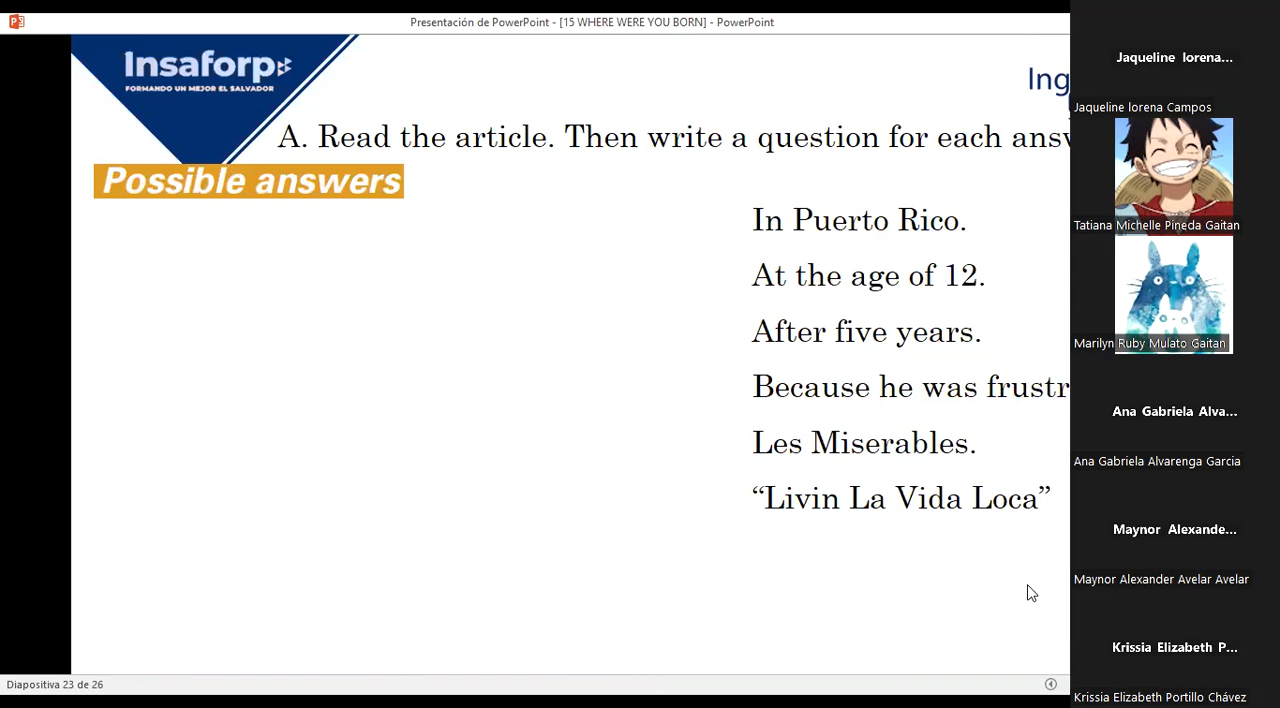 Presentación de PowerPoint - [15 WHERE WERE YOU BORN] - PowerPoint
Insaforp
FORMANDO UN MEJOR EL SALVADOR
Ing
A. Read the article. Then write a question for each answ
Possible answers
In Puerto Rico.
At the age of 12.
After five years.
Because he was frustr
Les Miserables.
“Livin La Vida Loca”
Diapositiva 23 de 26
Jaqueline lorena...
Jaqueline lorena Campos
Tatiana Michelle Pineda Gaitan
Marilyn Ruby Mulato Gaitan
Ana Gabriela Alva...
Ana Gabriela Alvarenga Garcia
Maynor Alexande...
Maynor Alexander Avelar Avelar
Krissia Elizabeth P...
Krissia Elizabeth Portillo Chávez